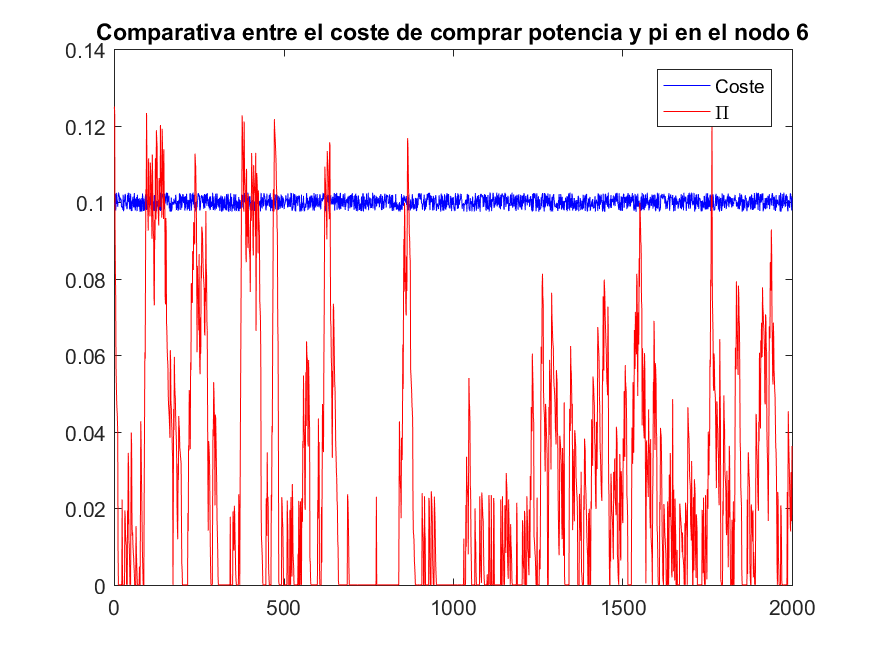 Comparativa entre el coste de comprar potencia y pi en el nodo 6
0.14
0.12
0.1
0.08
0.06
0.04
0.02
0
Coste
Π
0 500 1000 1500 2000